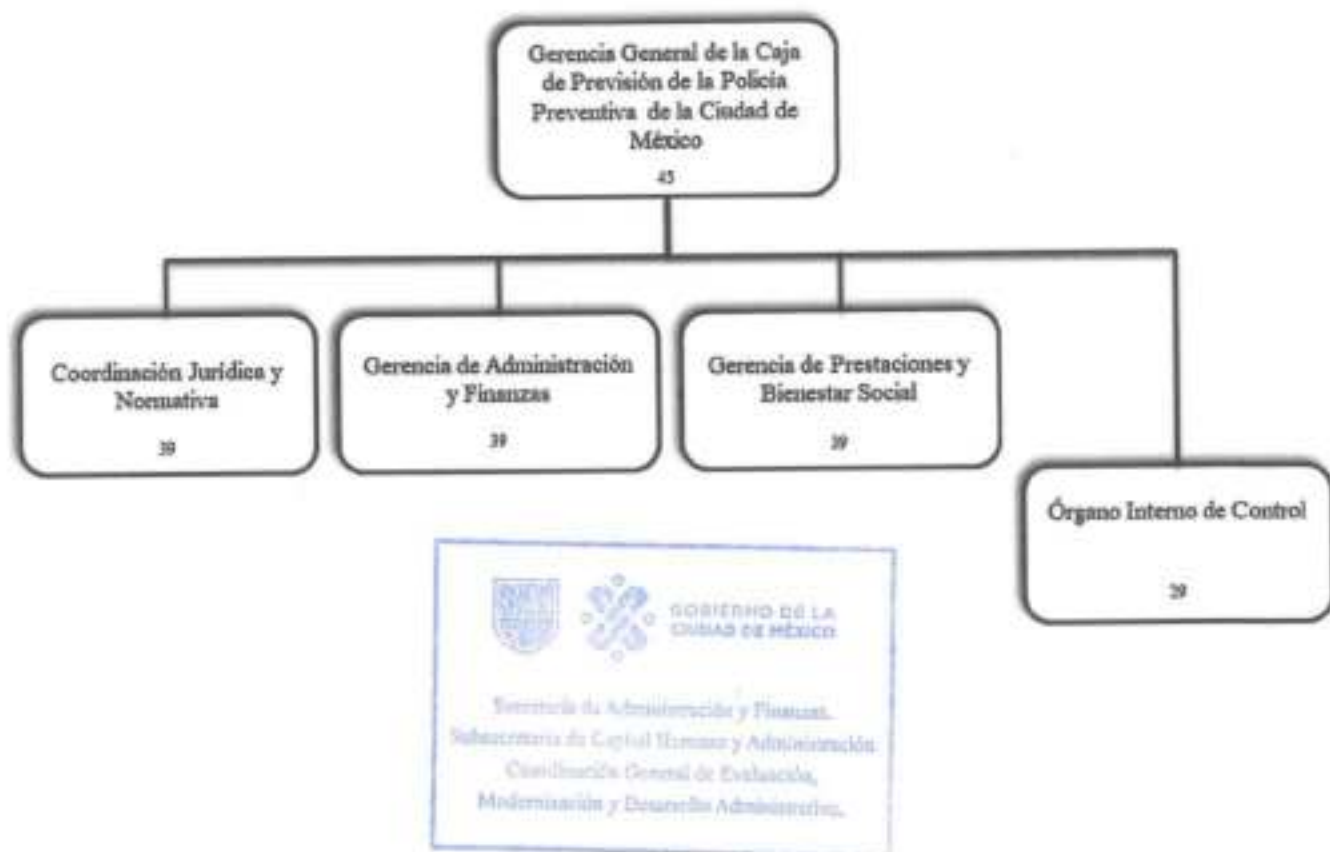 Gerencia General de la Caja
de Previsión de la Policía
Preventiva de la Ciudad de
México
45
Coordinación Jurídica y
Normativa
39
Gerencia de Administración
y Finanzas
39
Gerencia de Prestaciones y
Bienestar Social
39
Órgano Interno de Control
29
GOBIERNO DE LA
CIUDAD DE MÉXICO
Secretaría de Administración y Finanzas.
Subsecretaría de Capital Humano y Administración
Coordinación General de Evaluación,
Modernización y Desarrollo Administrativo.